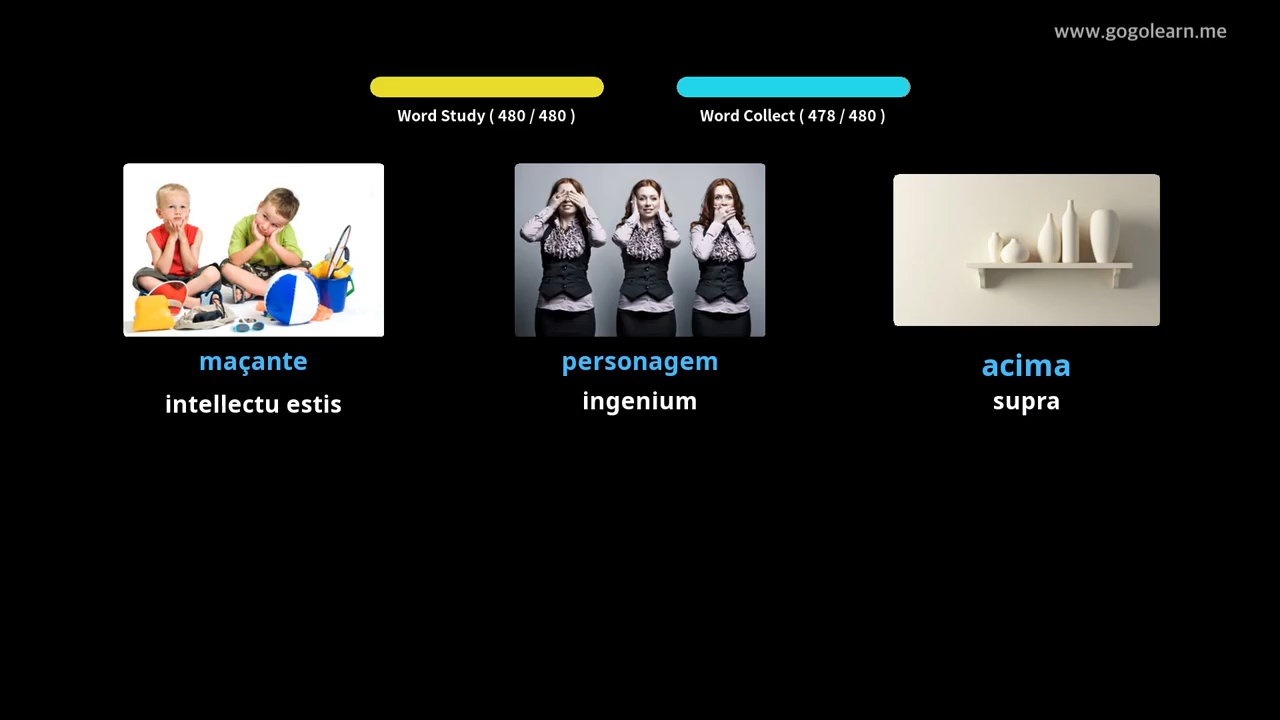 www.gogolearn.me
Word Study ( 480 / 480 )
Word Collect ( 478 / 480 )
maçante
intellectu estis
personagem
ingenium
acima
supra